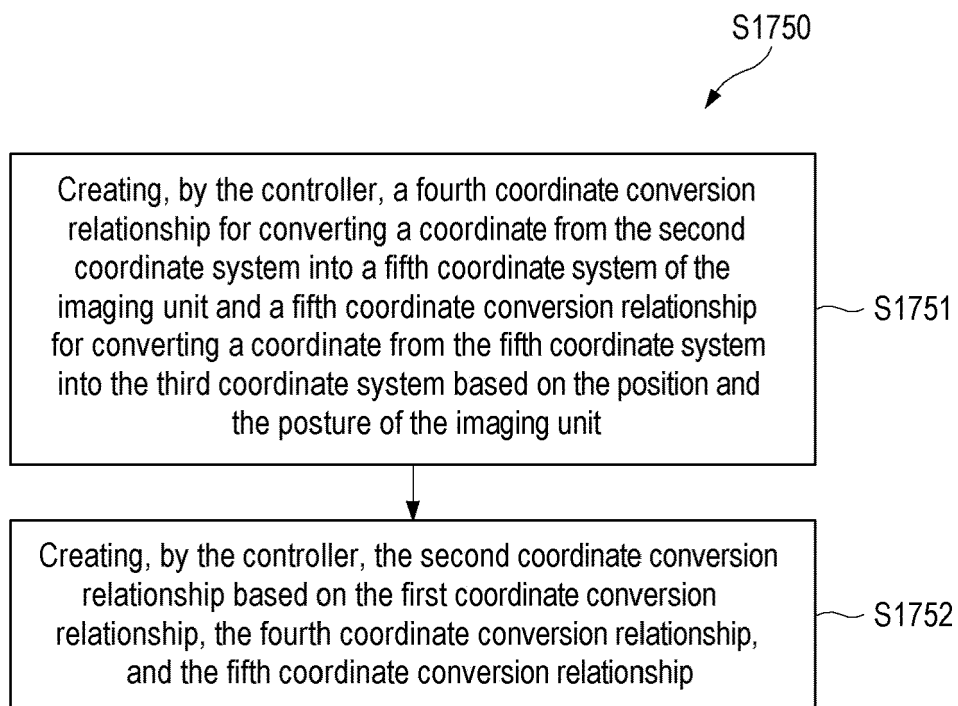 S1750
Creating, by the controller, a fourth coordinate conversion
relationship for converting a coordinate from the second
coordinate system into a fifth coordinate system of the
imaging unit and a fifth coordinate conversion relationship
for converting a coordinate from the fifth coordinate system
into the third coordinate system based on the position and
the posture of the imaging unit
S1751
Creating, by the controller, the second coordinate conversion
relationship based on the first coordinate conversion
relationship, the fourth coordinate conversion relationship,
and the fifth coordinate conversion relationship
S1752